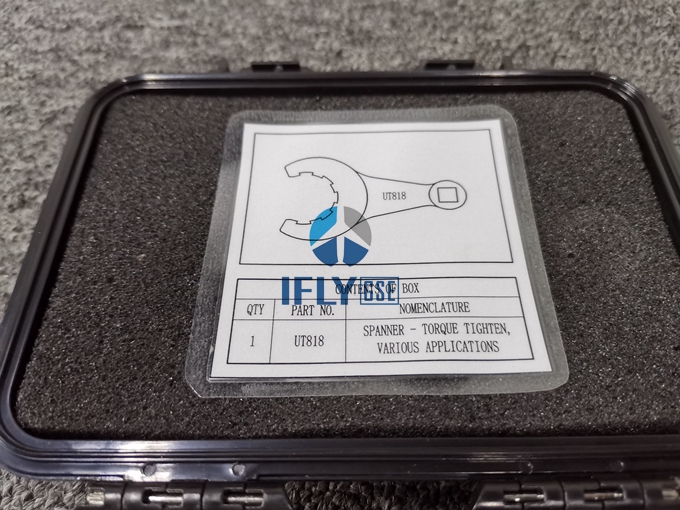 UT818
IFLY GSE
CONTENTS OF BOX
QTY PART NO. NOMENCLATURE
1 UT818 SPANNER - TORQUE TIGHTEN,
VARIOUS APPLICATIONS